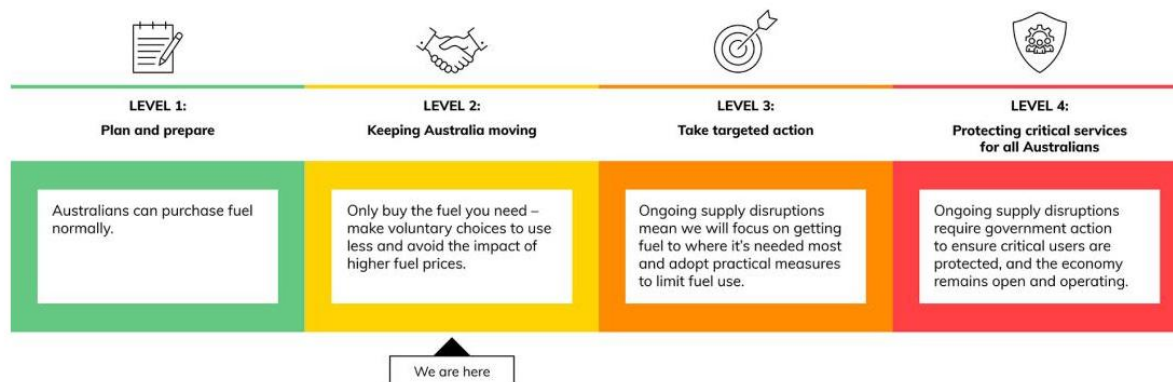 LEVEL 1:
Plan and prepare
Australians can purchase fuel
normally.
LEVEL 2:
Keeping Australia moving
Only buy the fuel you need –
make voluntary choices to use
less and avoid the impact of
higher fuel prices.
We are here
LEVEL 3:
Take targeted action
Ongoing supply disruptions
mean we will focus on getting
fuel to where it’s needed most
and adopt practical measures
to limit fuel use.
LEVEL 4:
Protecting critical services
for all Australians
Ongoing supply disruptions
require government action
to ensure critical users are
protected, and the economy
remains open and operating.